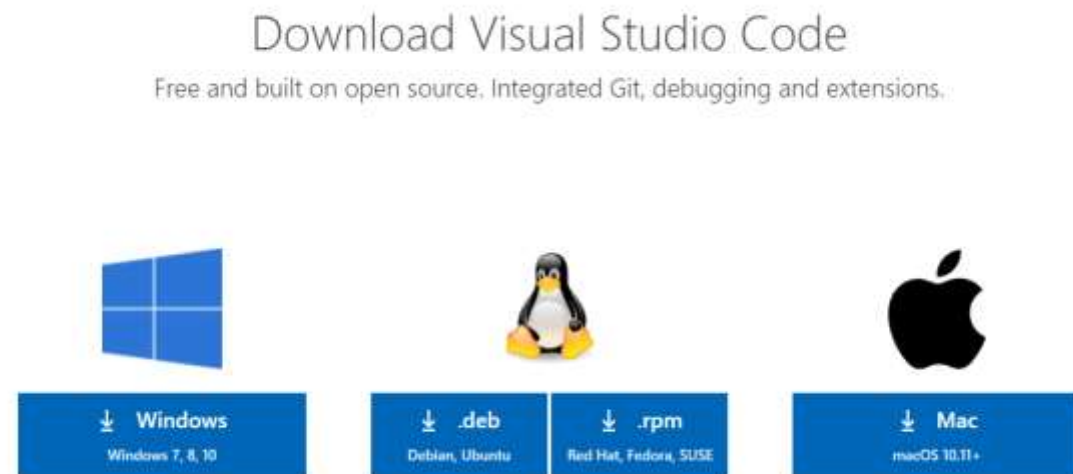 Download Visual Studio Code
Free and built on open source. Integrated Git, debugging and extensions.
Windows
Windows 7, 8, 10
.deb
Debian, Ubuntu
.rpm
Red Hat, Fedora, SUSE
Mac
macOS 10.11+